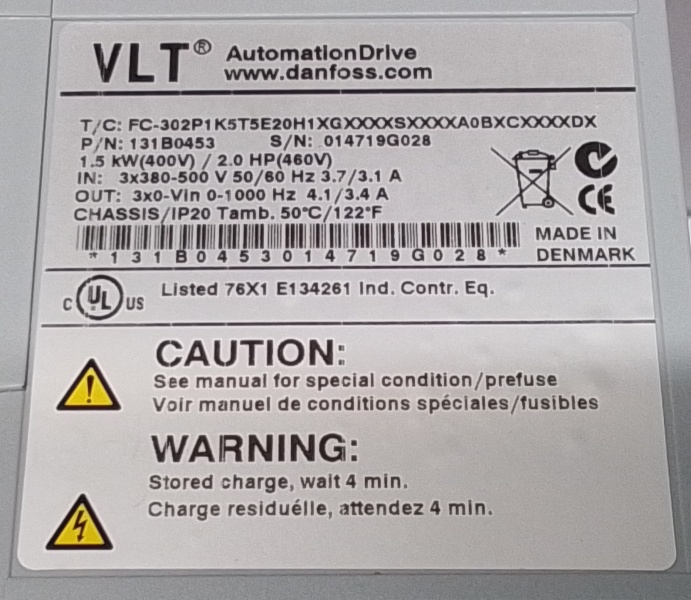 VLT® AutomationDrive
www.danfoss.com
T/C: FC-302P1K5T5E20H1XGXXXXSXXXXA0BXCXXXXDX
P/N: 131B0453 S/N: 014719G028
1.5 kW(400V) / 2.0 HP(460V)
IN: 3x380-500 V 50/60 Hz 3.7/3.1 A
OUT: 3x0-Vin 0-1000 Hz 4.1/3.4 A
CHASSIS/IP20 Tamb. 50°C/122°F
CE
*131B0453014719G028*
MADE IN
DENMARK
c UL US Listed 76X1 E134261 Ind. Contr. Eq.
CAUTION:
See manual for special condition/prefuse
Voir manuel de conditions spéciales/fusibles
WARNING:
Stored charge, wait 4 min.
Charge residuélle, attendez 4 min.